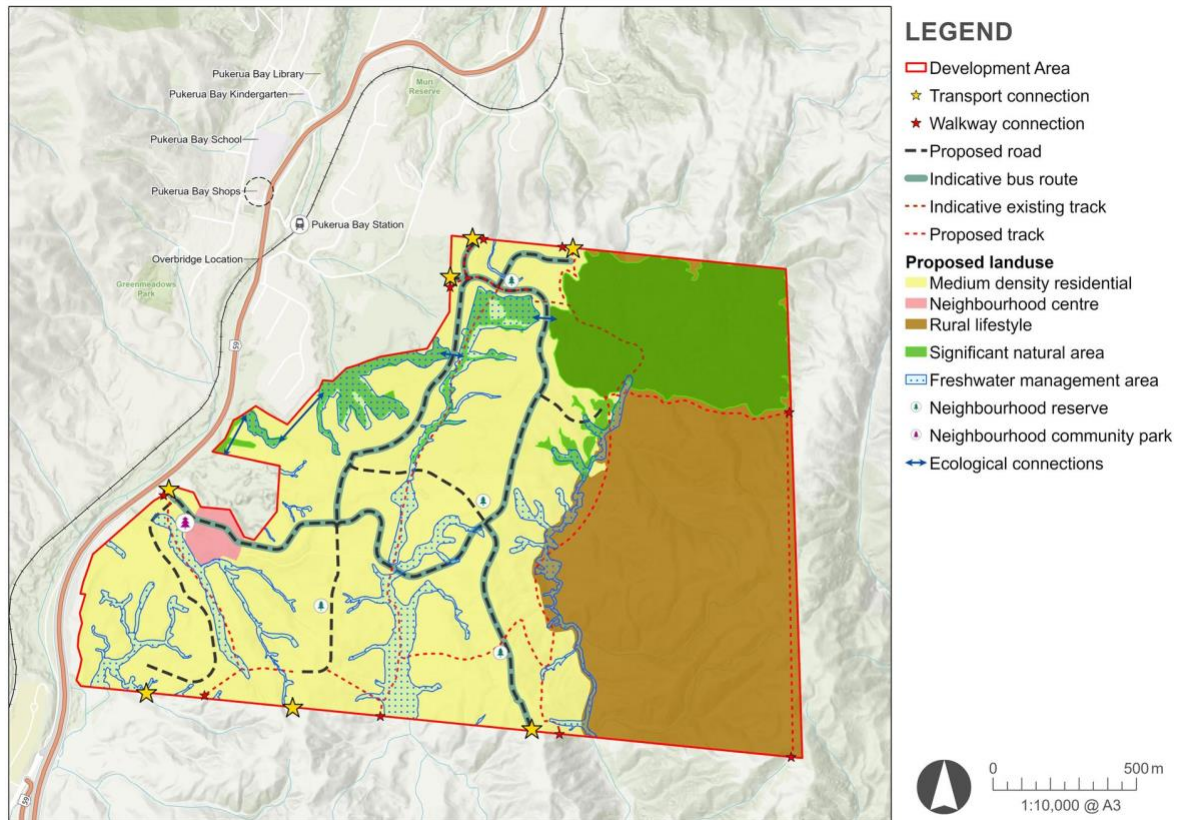 Pukerua Bay Library
Pukerua Bay Kindergarten
Muri
Reserve
Pukerua Bay School
Pukerua Bay Shops
Pukerua Bay Station
Overbridge Location
Greenmeadows
Park
59
59
LEGEND
Development Area
Transport connection
Walkway connection
Proposed road
Indicative bus route
Indicative existing track
Proposed track
Proposed landuse
Medium density residential
Neighbourhood centre
Rural lifestyle
Significant natural area
Freshwater management area
Neighbourhood reserve
Neighbourhood community park
Ecological connections
0 500 m
1:10,000 @ A3